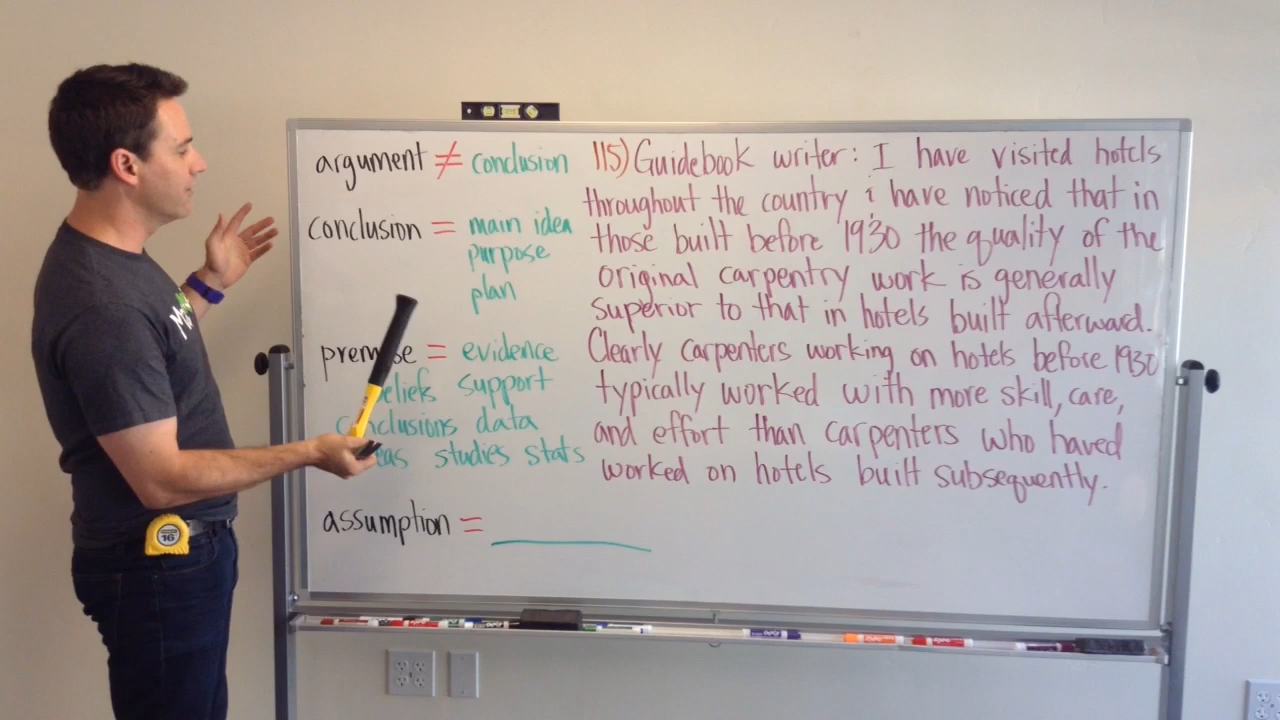 argument ≠ conclusion
conclusion = main idea
purpose
plan
premise = evidence
beliefs support
conclusions data
ideas studies stats
assumption =
115) Guidebook writer: I have visited hotels
throughout the country & have noticed that in
those built before 1930 the quality of the
original carpentry work is generally
superior to that in hotels built afterward.
Clearly carpenters working on hotels before 1930
typically worked with more skill, care,
and effort than carpenters who haved
worked on hotels built subsequently.
16